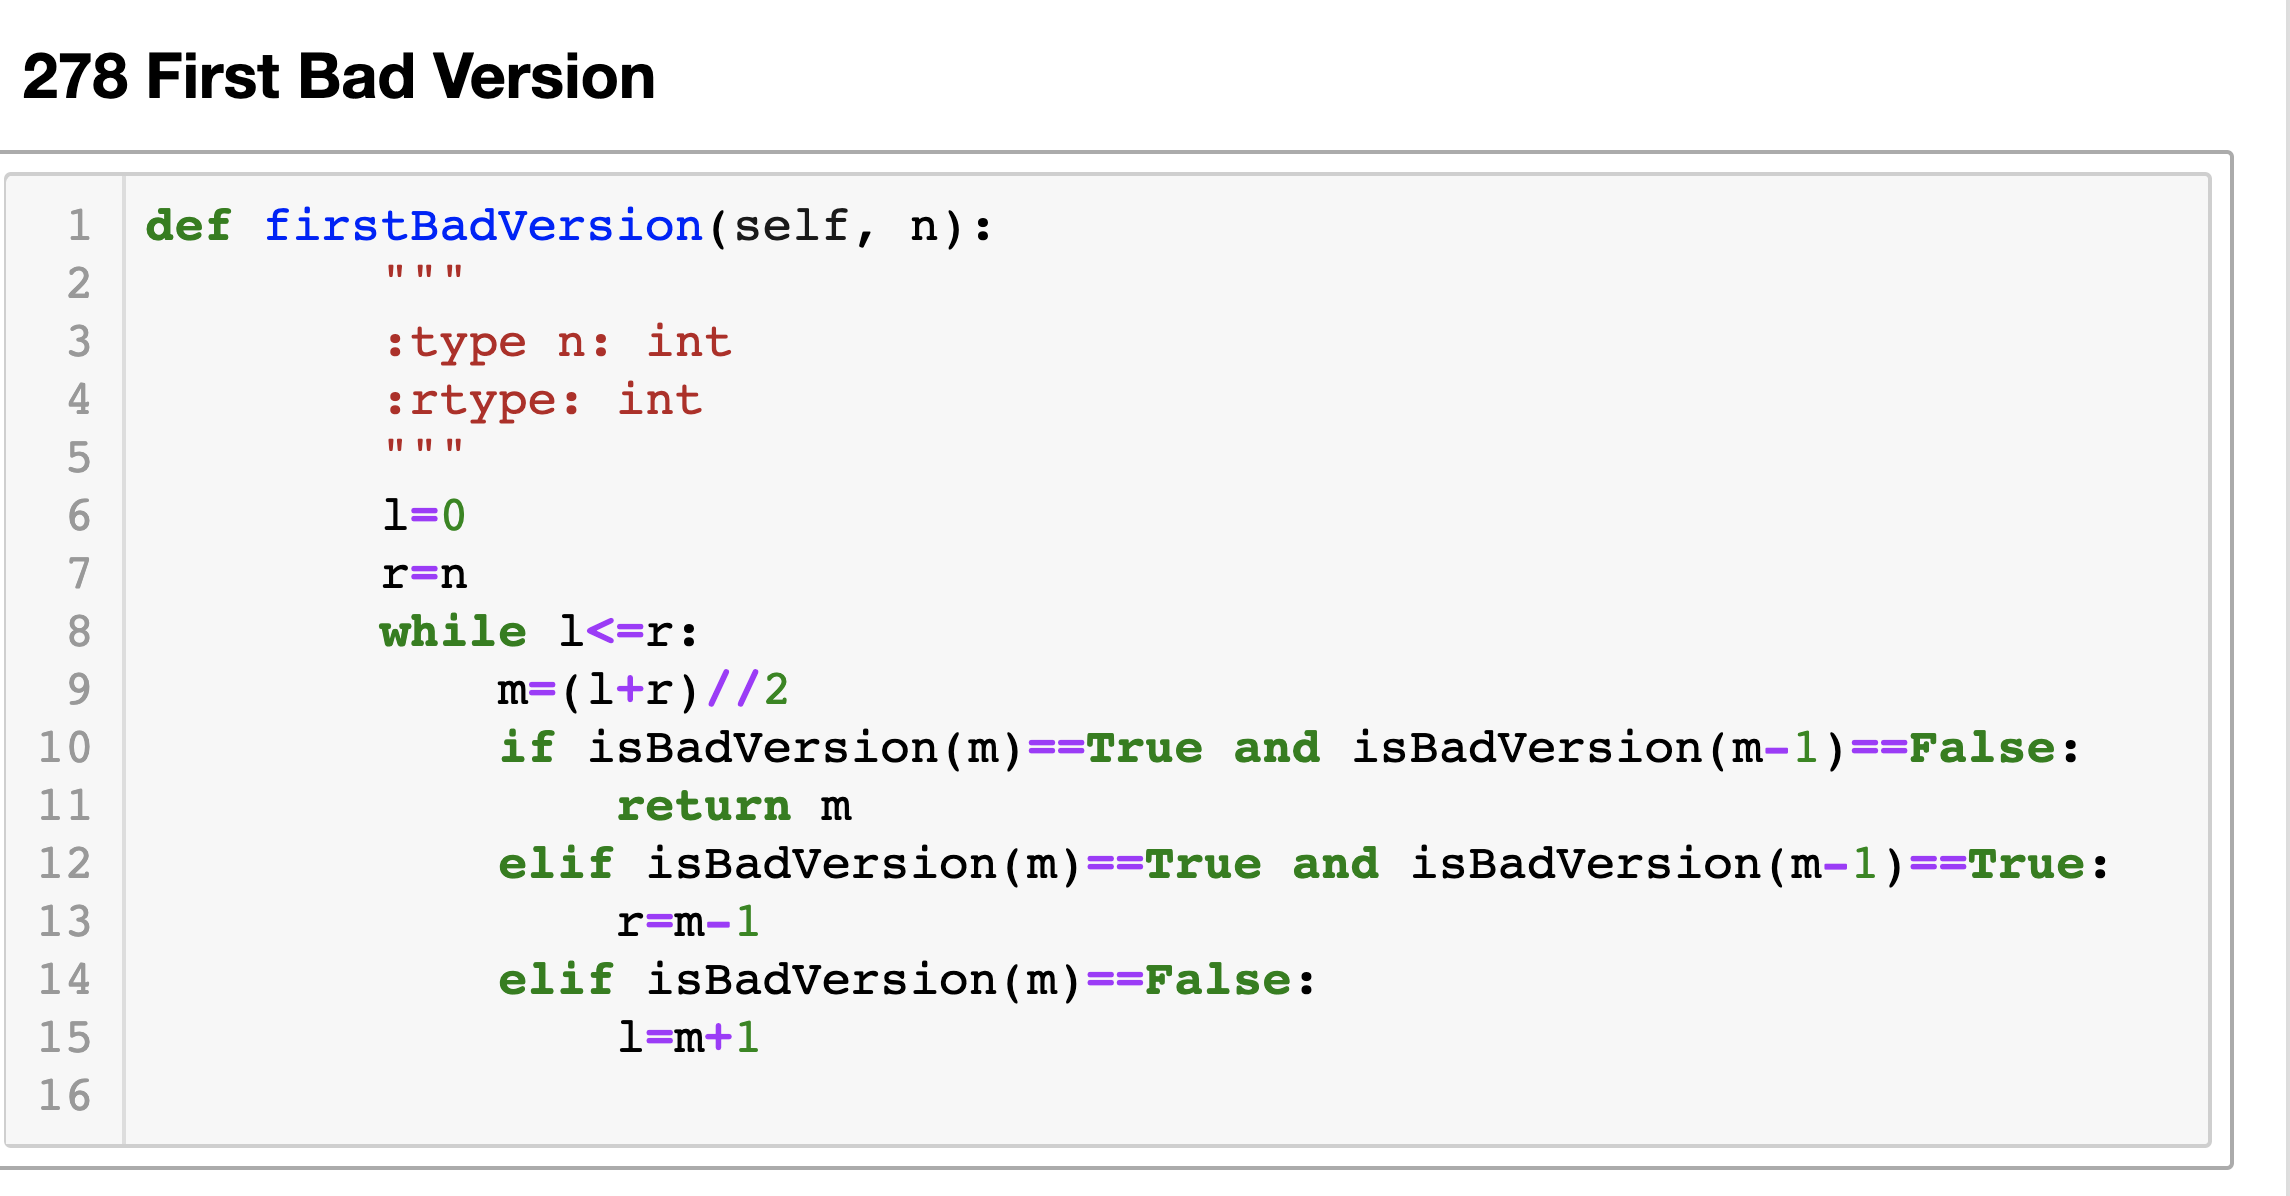 278 First Bad Version
1 def firstBadVersion(self, n):
2 """
3 :type n: int
4 :rtype: int
5 """
6 l=0
7 r=n
8 while l<=r:
9 m=(l+r)//2
10 if isBadVersion(m)==True and isBadVersion(m-1)==False:
11 return m
12 elif isBadVersion(m)==True and isBadVersion(m-1)==True:
13 r=m-1
14 elif isBadVersion(m)==False:
15 l=m+1
16